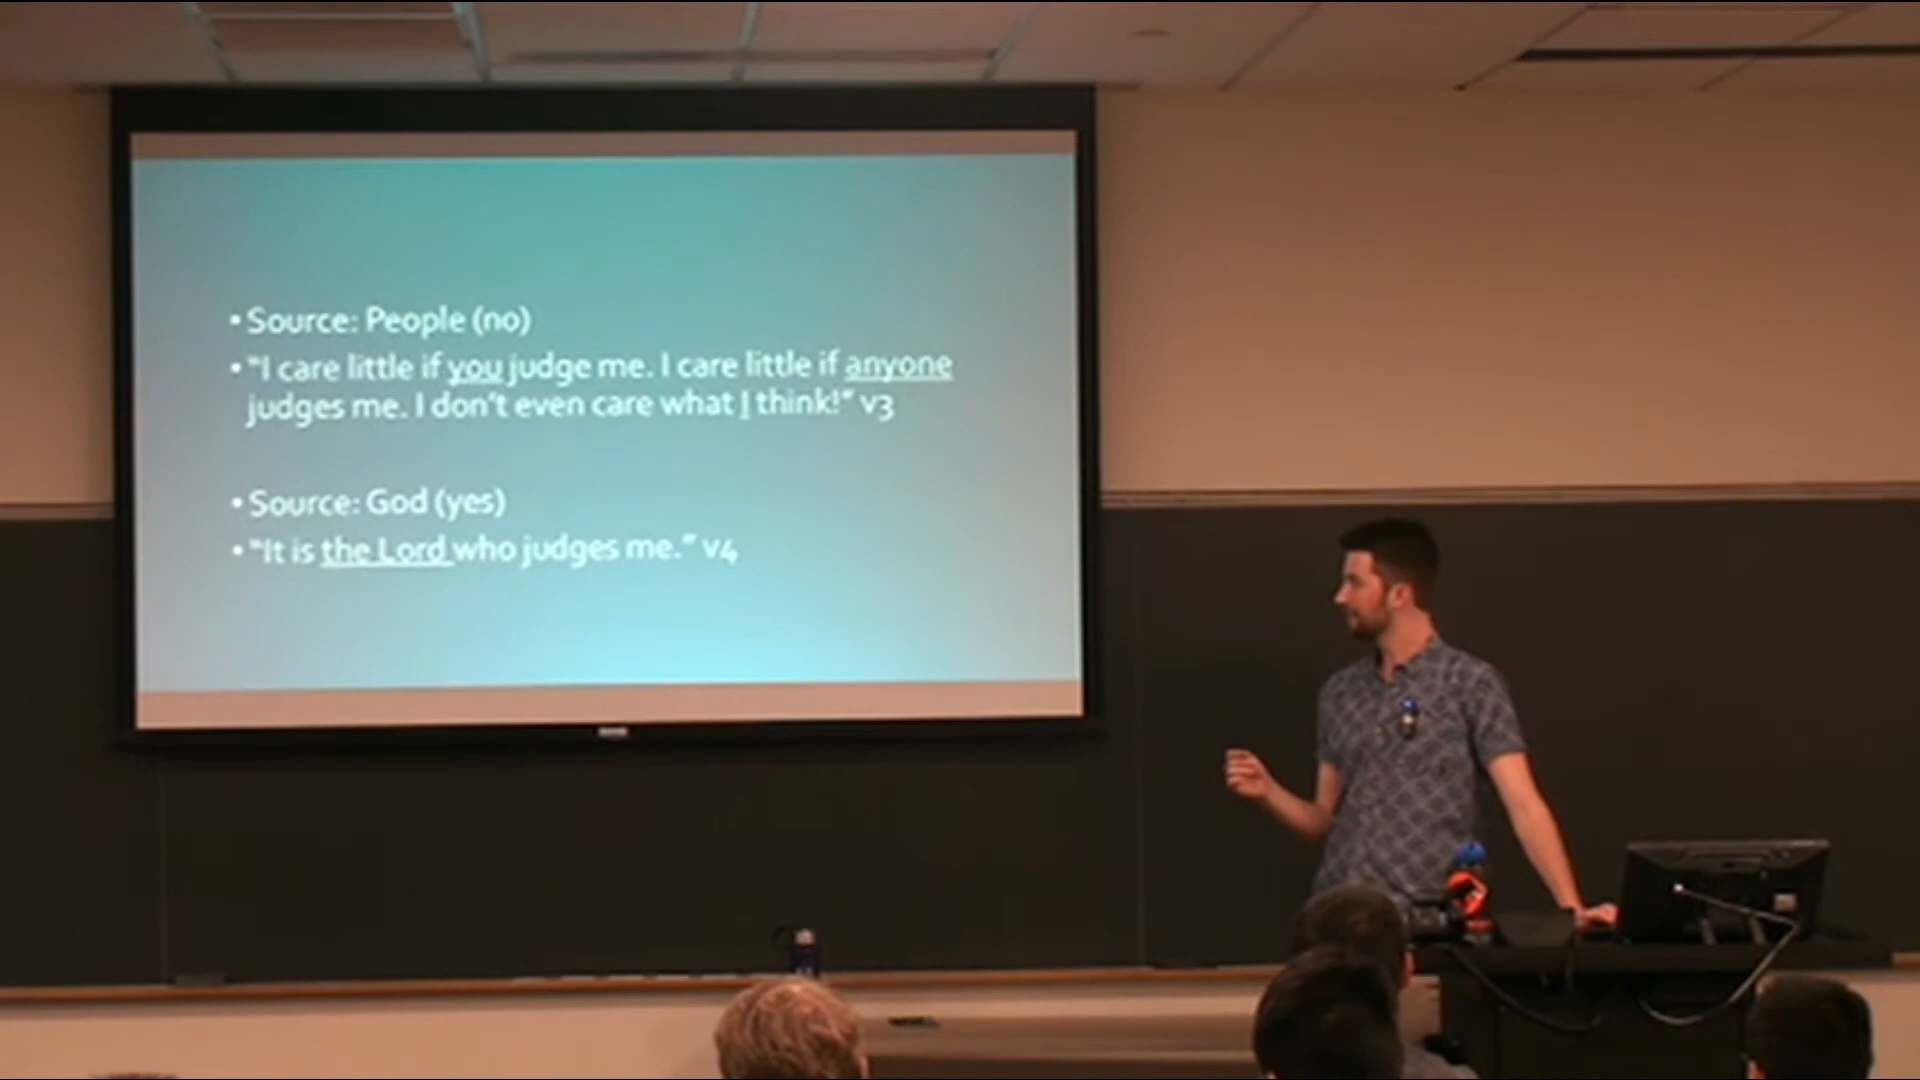 • Source: People (no)
• "I care little if you judge me. I care little if anyone
judges me. I don't even care what I think!" v3
• Source: God (yes)
• "It is the Lord who judges me." v4